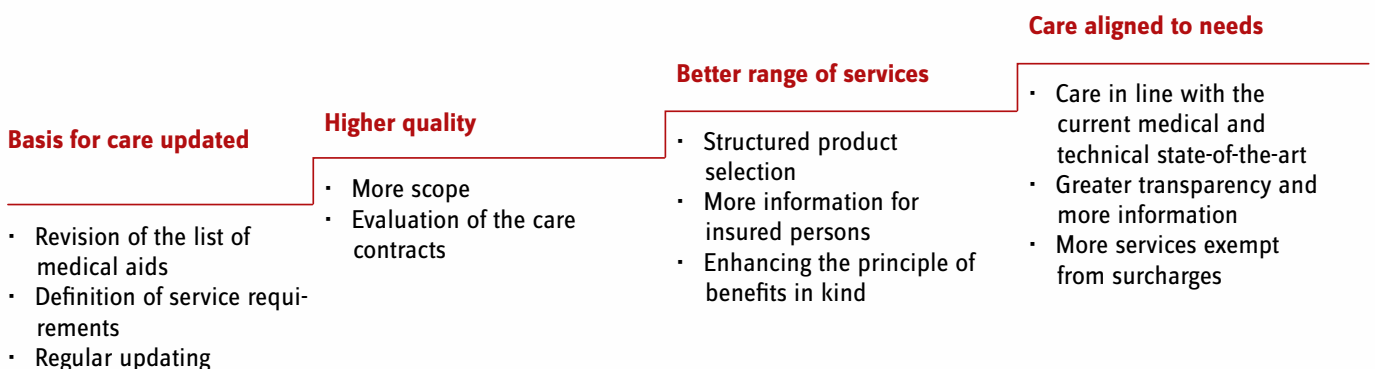 Basis for care updated
· Revision of the list of
medical aids
· Definition of service requi-
rements
· Regular updating
Higher quality
· More scope
· Evaluation of the care
contracts
Better range of services
· Structured product
selection
· More information for
insured persons
· Enhancing the principle of
benefits in kind
Care aligned to needs
· Care in line with the
current medical and
technical state-of-the-art
· Greater transparency and
more information
· More services exempt
from surcharges